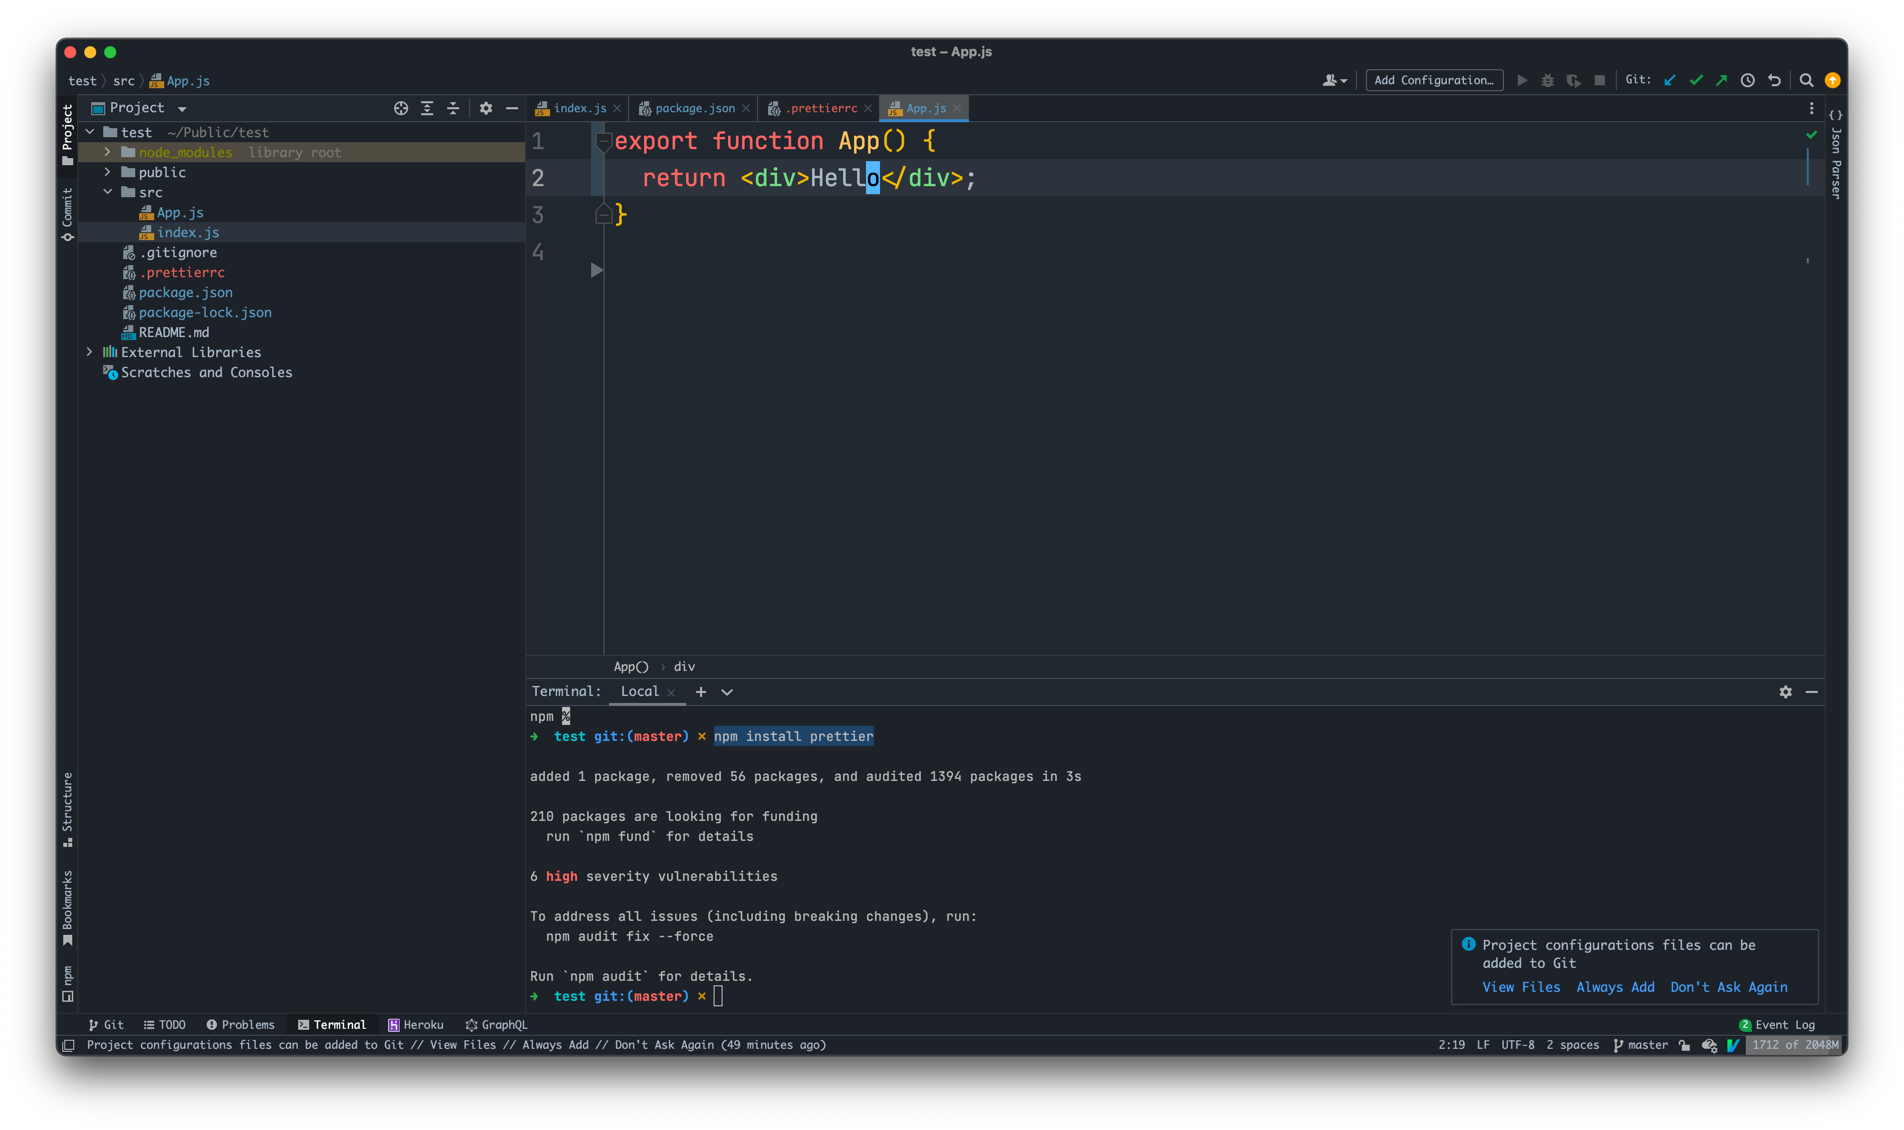 test – App.js
test src App.js
Add Configuration...
Git:
Project
index.js
package.json
.prettierrc
App.js
Project
Commit
Structure
Bookmarks
npm
test ~/Public/test
node_modules library root
public
src
App.js
index.js
.gitignore
.prettierrc
package.json
package-lock.json
README.md
External Libraries
Scratches and Consoles
1 export function App() {
2 return <div>Hello</div>;
3 }
4
{} Json Parser
App() › div
Terminal: Local
npm %
→ test git:(master) × npm install prettier
added 1 package, removed 56 packages, and audited 1394 packages in 3s
210 packages are looking for funding
run `npm fund` for details
6 high severity vulnerabilities
To address all issues (including breaking changes), run:
npm audit fix --force
Run `npm audit` for details.
→ test git:(master) ×
Project configurations files can be
added to Git
View Files Always Add Don't Ask Again
Git TODO Problems Terminal Heroku GraphQL
2 Event Log
Project configurations files can be added to Git // View Files // Always Add // Don't Ask Again (49 minutes ago)
2:19 LF UTF-8 2 spaces master 1712 of 2048M